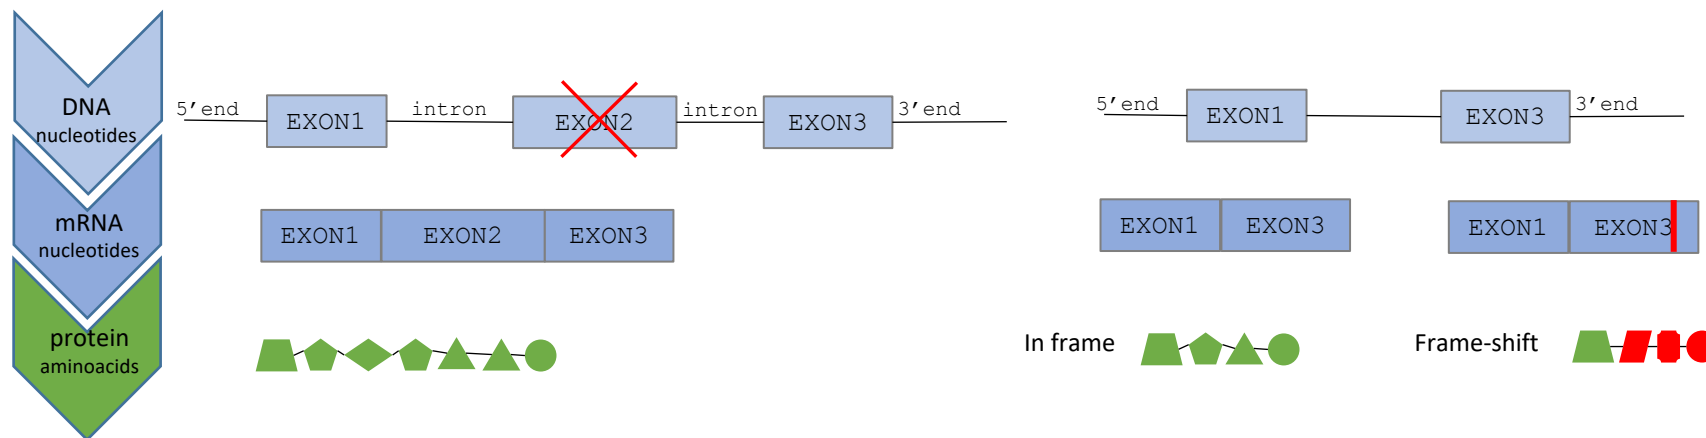 DNA
nucleotides
mRNA
nucleotides
protein
aminoacids
5’end EXON1 intron EXON2 intron EXON3 3’end
EXON1 EXON2 EXON3
5’end EXON1 EXON3 3’end
EXON1 EXON3 EXON1 EXON3
In frame Frame-shift